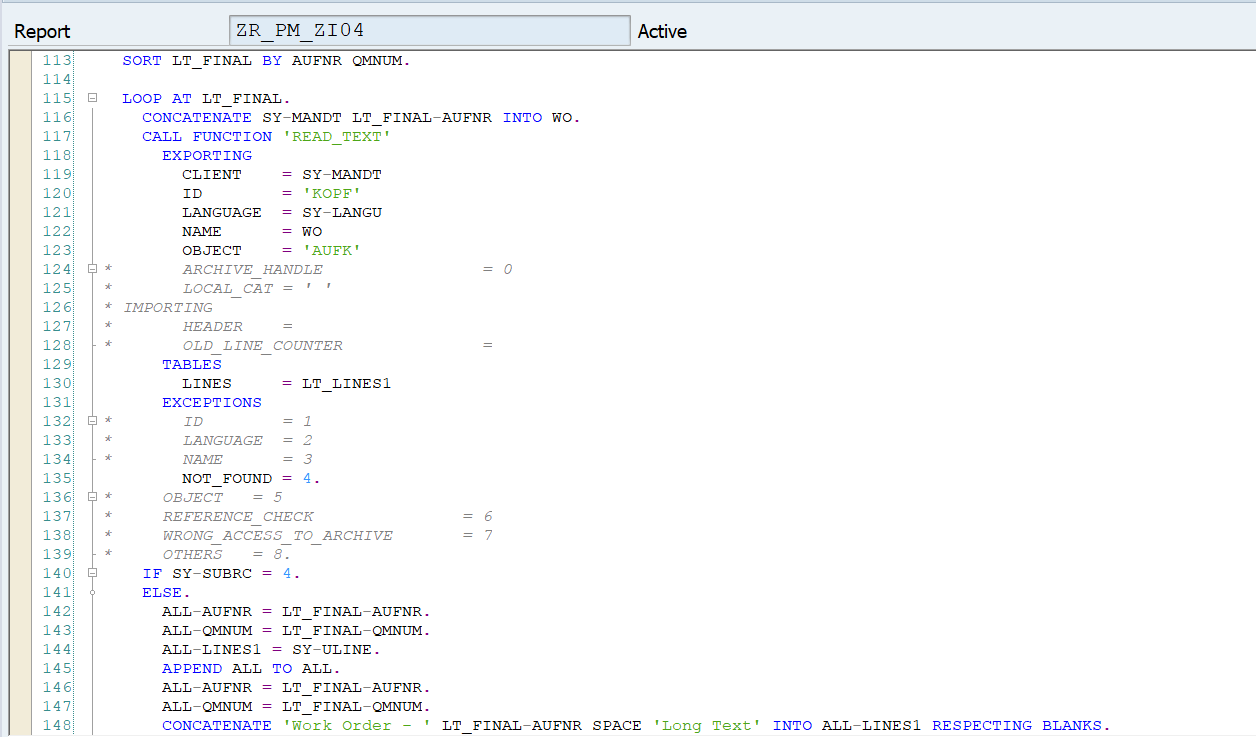 Report ZR_PM_ZI04 Active
113 SORT LT_FINAL BY AUFNR QMNUM.
114
115 LOOP AT LT_FINAL.
116 CONCATENATE SY-MANDT LT_FINAL-AUFNR INTO WO.
117 CALL FUNCTION 'READ_TEXT'
118 EXPORTING
119 CLIENT = SY-MANDT
120 ID = 'KOPF'
121 LANGUAGE = SY-LANGU
122 NAME = WO
123 OBJECT = 'AUFK'
124 * ARCHIVE_HANDLE = 0
125 * LOCAL_CAT = ' '
126 * IMPORTING
127 * HEADER =
128 * OLD_LINE_COUNTER =
129 TABLES
130 LINES = LT_LINES1
131 EXCEPTIONS
132 * ID = 1
133 * LANGUAGE = 2
134 * NAME = 3
135 NOT_FOUND = 4.
136 * OBJECT = 5
137 * REFERENCE_CHECK = 6
138 * WRONG_ACCESS_TO_ARCHIVE = 7
139 * OTHERS = 8.
140 IF SY-SUBRC = 4.
141 ELSE.
142 ALL-AUFNR = LT_FINAL-AUFNR.
143 ALL-QMNUM = LT_FINAL-QMNUM.
144 ALL-LINES1 = SY-ULINE.
145 APPEND ALL TO ALL.
146 ALL-AUFNR = LT_FINAL-AUFNR.
147 ALL-QMNUM = LT_FINAL-QMNUM.
148 CONCATENATE 'Work Order - ' LT_FINAL-AUFNR SPACE 'Long Text' INTO ALL-LINES1 RESPECTING BLANKS.